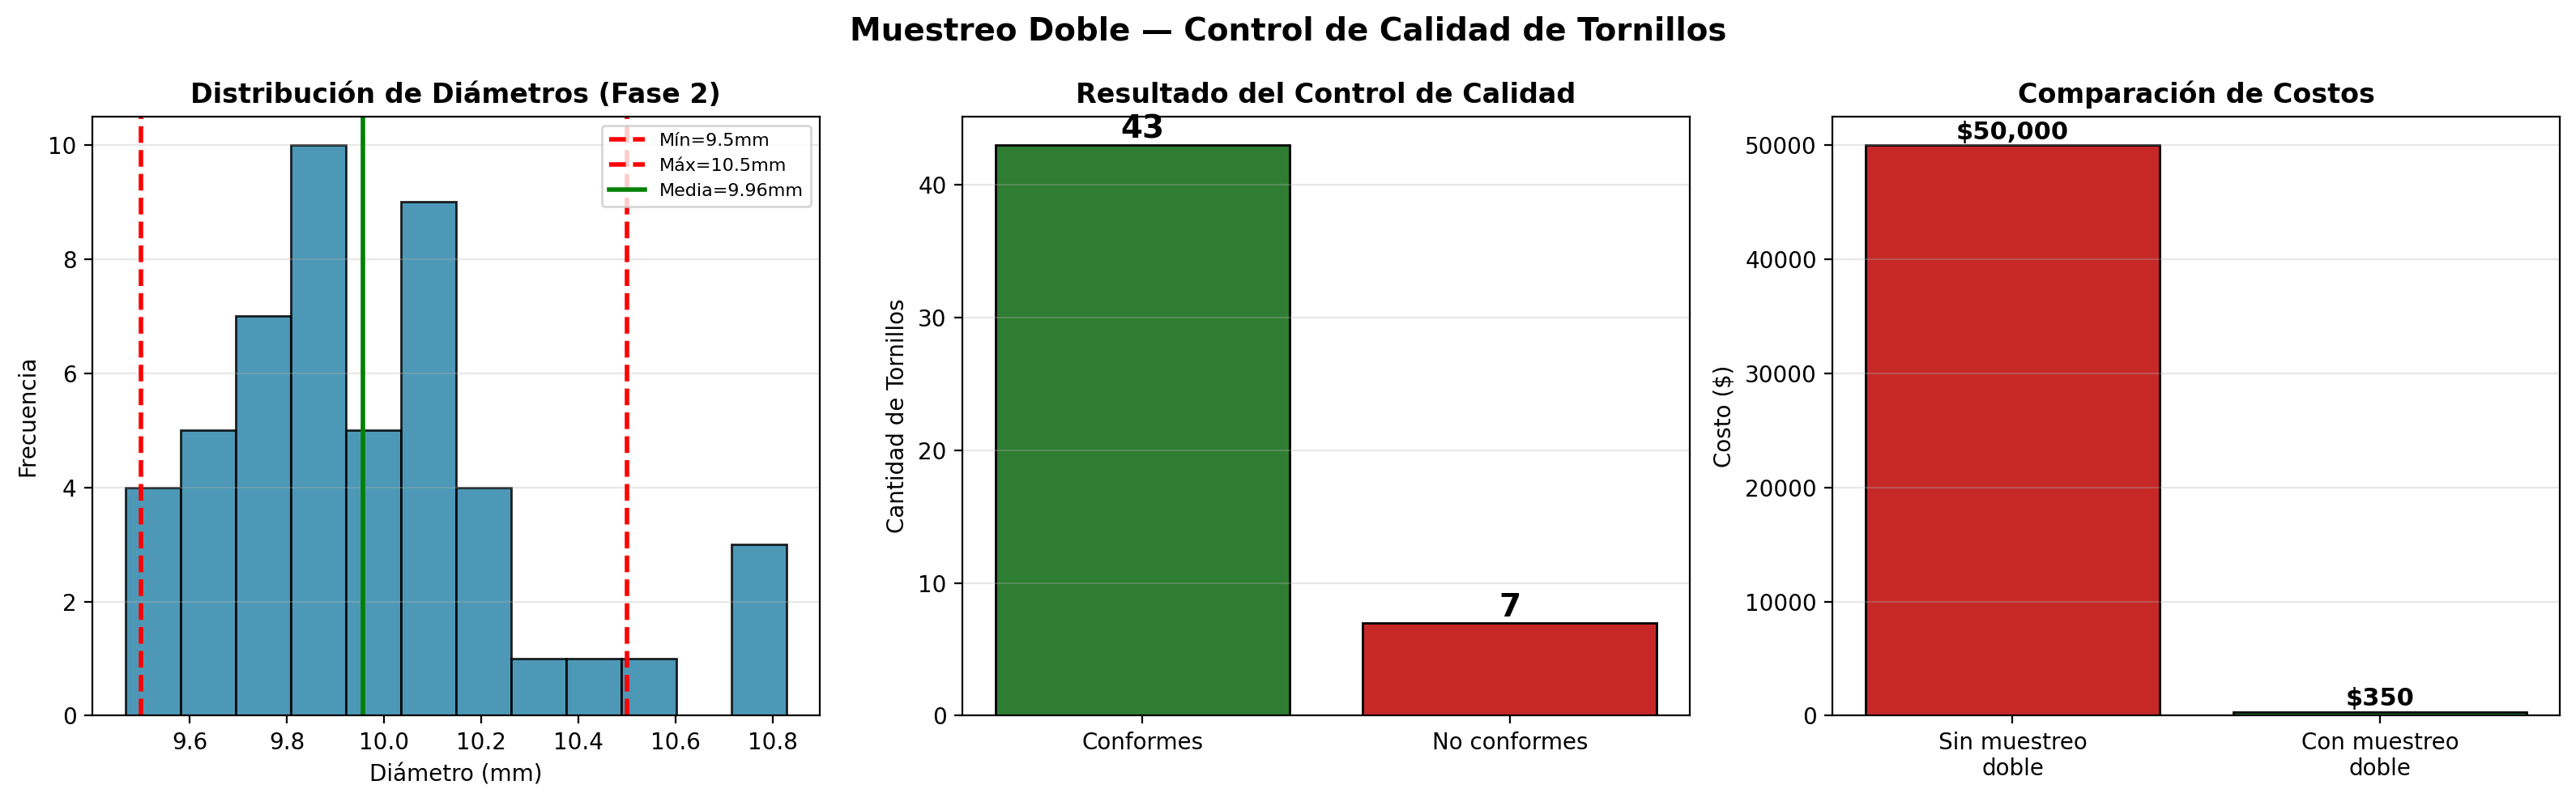 Muestreo Doble — Control de Calidad de Tornillos
Distribución de Diámetros (Fase 2)
Frecuencia
10
8
6
4
2
0
Mín=9.5mm
Máx=10.5mm
Media=9.96mm
9.6 9.8 10.0 10.2 10.4 10.6 10.8
Diámetro (mm)
Resultado del Control de Calidad
Cantidad de Tornillos
40
30
20
10
0
43
7
Conformes No conformes
Comparación de Costos
Costo ($)
50000
40000
30000
20000
10000
0
$50,000
$350
Sin muestreo
doble
Con muestreo
doble